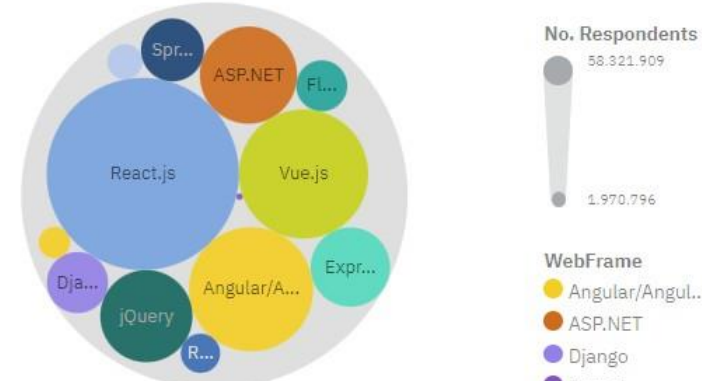 No. Respondents
58.321.909
1.970.796
WebFrame
Angular/Angul...
ASP.NET
Django
Spr...
ASP.NET
Fl...
React.js
Vue.js
Dja...
jQuery
Angular/A...
Expr...
R...